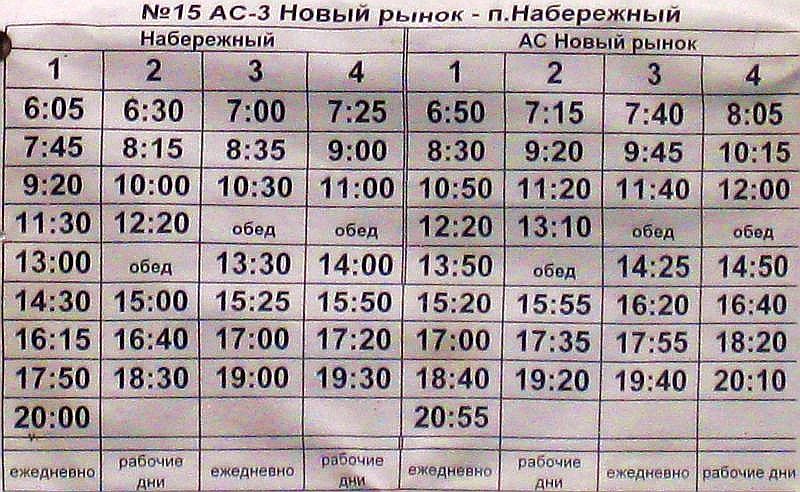 №15 АС-3 Новый рынок - п.Набережный
Набережный АС Новый рынок
1 2 3 4 1 2 3 4
6:05 6:30 7:00 7:25 6:50 7:15 7:40 8:05
7:45 8:15 8:35 9:00 8:30 9:20 9:45 10:15
9:20 10:00 10:30 11:00 10:50 11:20 11:40 12:00
11:30 12:20 обед обед 12:20 13:10 обед обед
13:00 обед 13:30 14:00 13:50 обед 14:25 14:50
14:30 15:00 15:25 15:50 15:20 15:55 16:20 16:40
16:15 16:40 17:00 17:20 17:00 17:35 17:55 18:20
17:50 18:30 19:00 19:30 18:40 19:20 19:40 20:10
20:00 20:55
ежедневно рабочие дни ежедневно рабочие дни ежедневно рабочие дни ежедневно рабочие дни